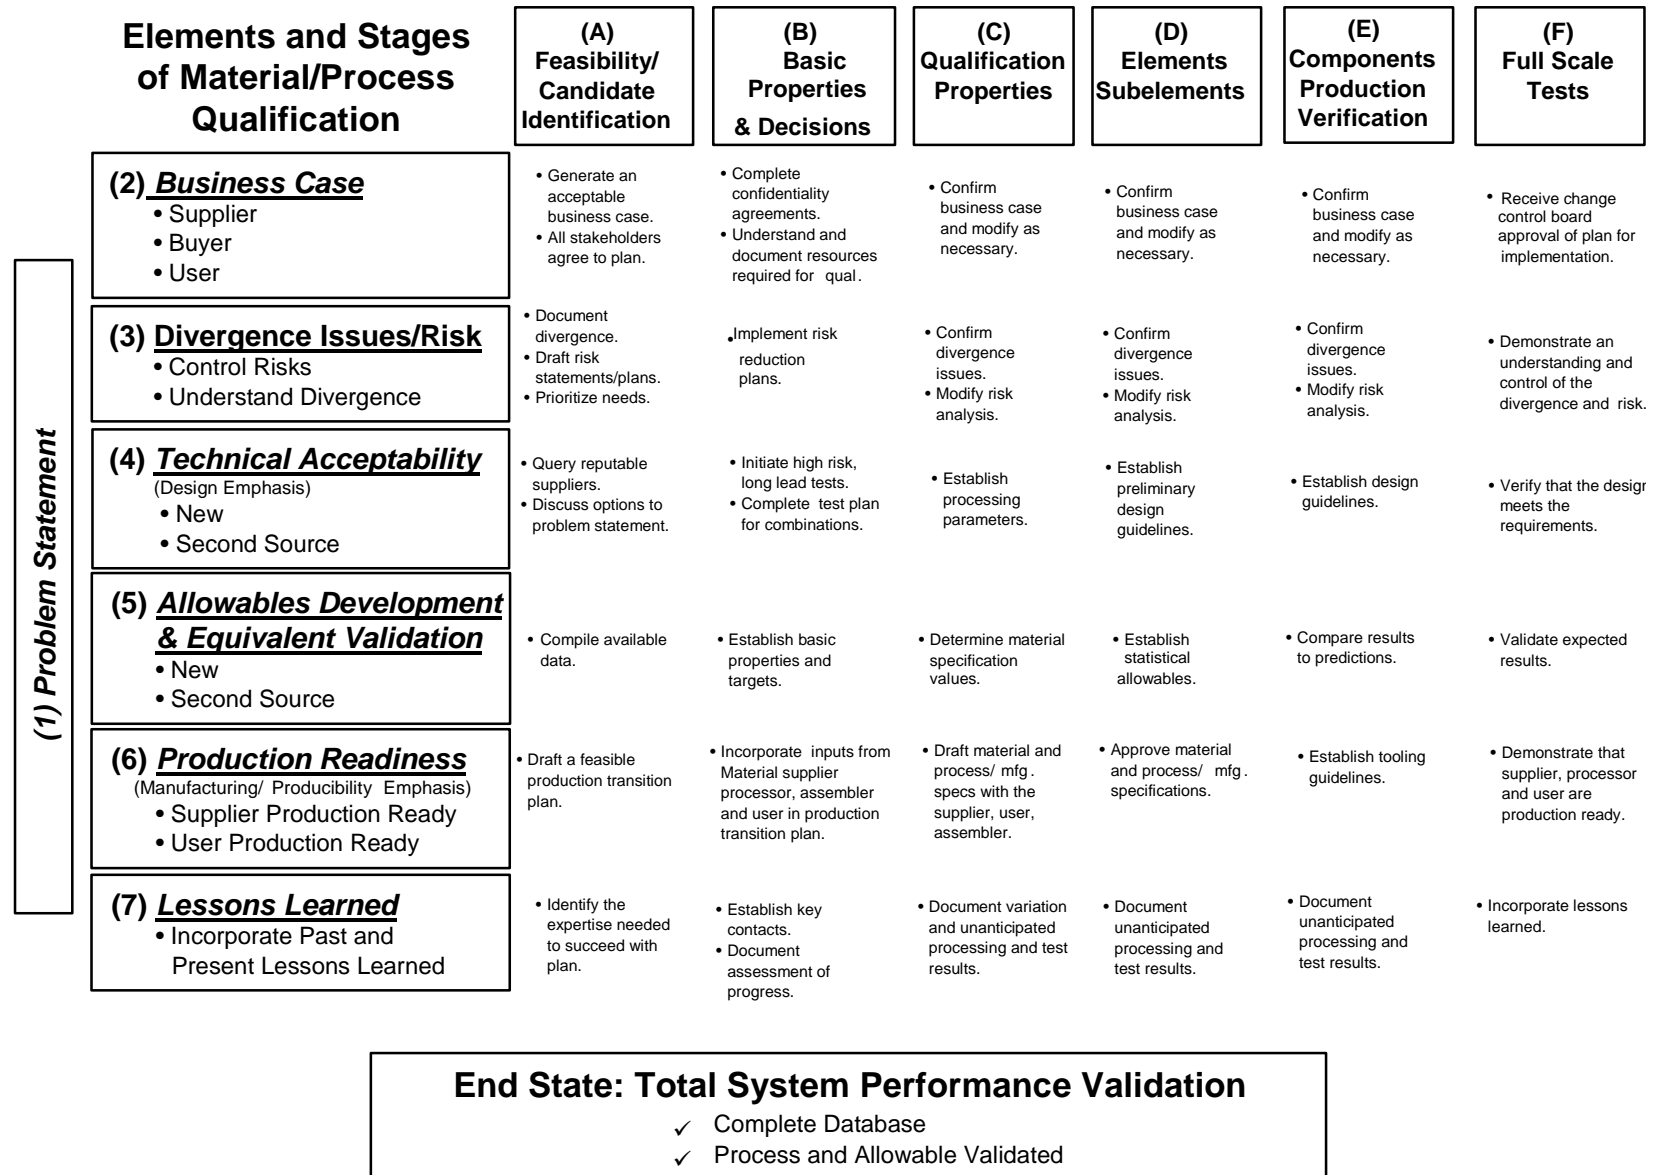 Elements and Stages
of Material/Process
Qualification
(A)
Feasibility/
Candidate
Identification
(B)
Basic
Properties
& Decisions
(C)
Qualification
Properties
(D)
Elements
Subelements
(E)
Components
Production
Verification
(F)
Full Scale
Tests
(1) Problem Statement
(2) Business Case
• Supplier
• Buyer
• User
• Generate an
acceptable
business case.
• All stakeholders
agree to plan.
• Complete
confidentiality
agreements.
• Understand and
document resources
required for qual.
• Confirm
business case
and modify as
necessary.
• Confirm
business case
and modify as
necessary.
• Confirm
business case
and modify as
necessary.
• Receive change
control board
approval of plan for
implementation.
(3) Divergence Issues/Risk
• Control Risks
• Understand Divergence
• Document
divergence.
• Draft risk
statements/plans.
• Prioritize needs.
• Implement risk
reduction
plans.
• Confirm
divergence
issues.
• Modify risk
analysis.
• Confirm
divergence
issues.
• Modify risk
analysis.
• Confirm
divergence
issues.
• Modify risk
analysis.
• Demonstrate an
understanding and
control of the
divergence and risk.
(4) Technical Acceptability
(Design Emphasis)
• New
• Second Source
• Query reputable
suppliers.
• Discuss options to
problem statement.
• Initiate high risk,
long lead tests.
• Complete test plan
for combinations.
• Establish
processing
parameters.
• Establish
preliminary
design
guidelines.
• Establish design
guidelines.
• Verify that the design
meets the
requirements.
(5) Allowables Development
& Equivalent Validation
• New
• Second Source
• Compile available
data.
• Establish basic
properties and
targets.
• Determine material
specification
values.
• Establish
statistical
allowables.
• Compare results
to predictions.
• Validate expected
results.
(6) Production Readiness
(Manufacturing/ Producibility Emphasis)
• Supplier Production Ready
• User Production Ready
• Draft a feasible
production transition
plan.
• Incorporate inputs from
Material supplier
processor, assembler
and user in production
transition plan.
• Draft material and
process/ mfg.
specs with the
supplier, user,
assembler.
• Approve material
and process/ mfg.
specifications.
• Establish tooling
guidelines.
• Demonstrate that
supplier, processor
and user are
production ready.
(7) Lessons Learned
• Incorporate Past and
Present Lessons Learned
• Identify the
expertise needed
to succeed with
plan.
• Establish key
contacts.
• Document
assessment of
progress.
• Document variation
and unanticipated
processing and test
results.
• Document
unanticipated
processing and
test results.
• Document
unanticipated
processing and
test results.
• Incorporate lessons
learned.
End State: Total System Performance Validation
✓ Complete Database
✓ Process and Allowable Validated